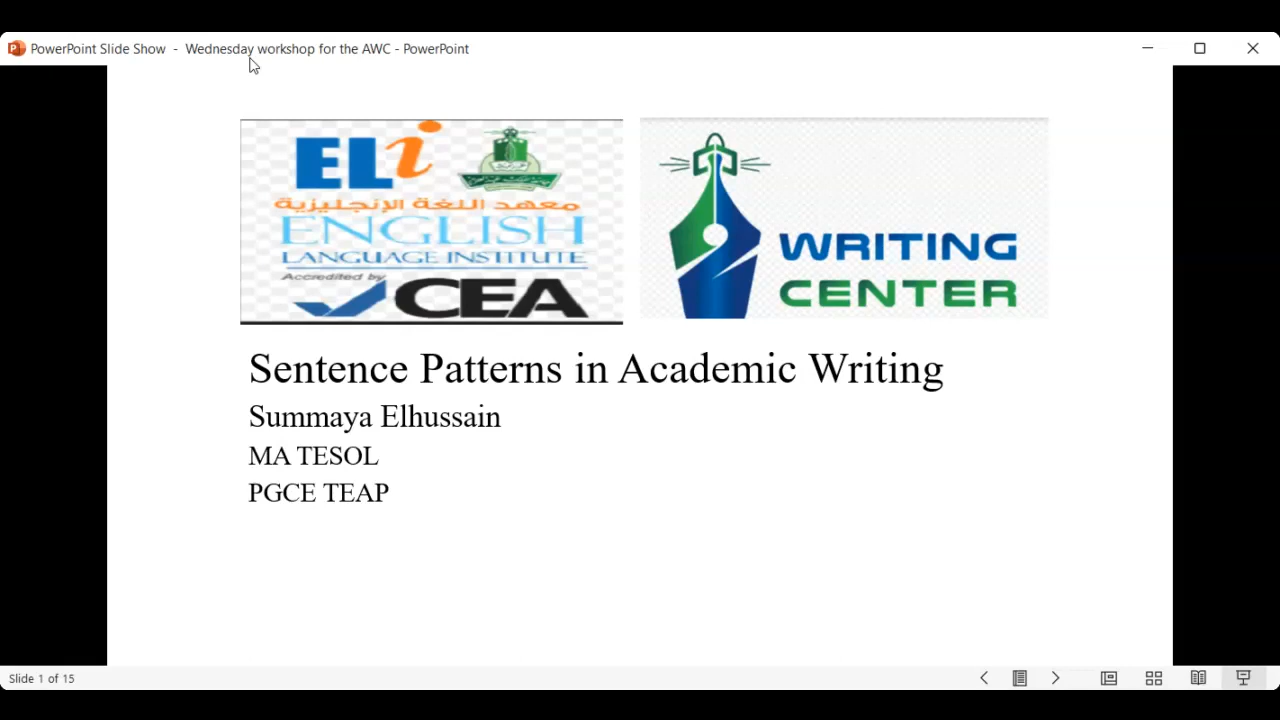 PowerPoint Slide Show - Wednesday workshop for the AWC - PowerPoint
ELi
معهد اللغة الإنجليزية
ENGLISH
LANGUAGE INSTITUTE
Accredited by
CEA
WRITING
CENTER
Sentence Patterns in Academic Writing
Summaya Elhussain
MA TESOL
PGCE TEAP
Slide 1 of 15